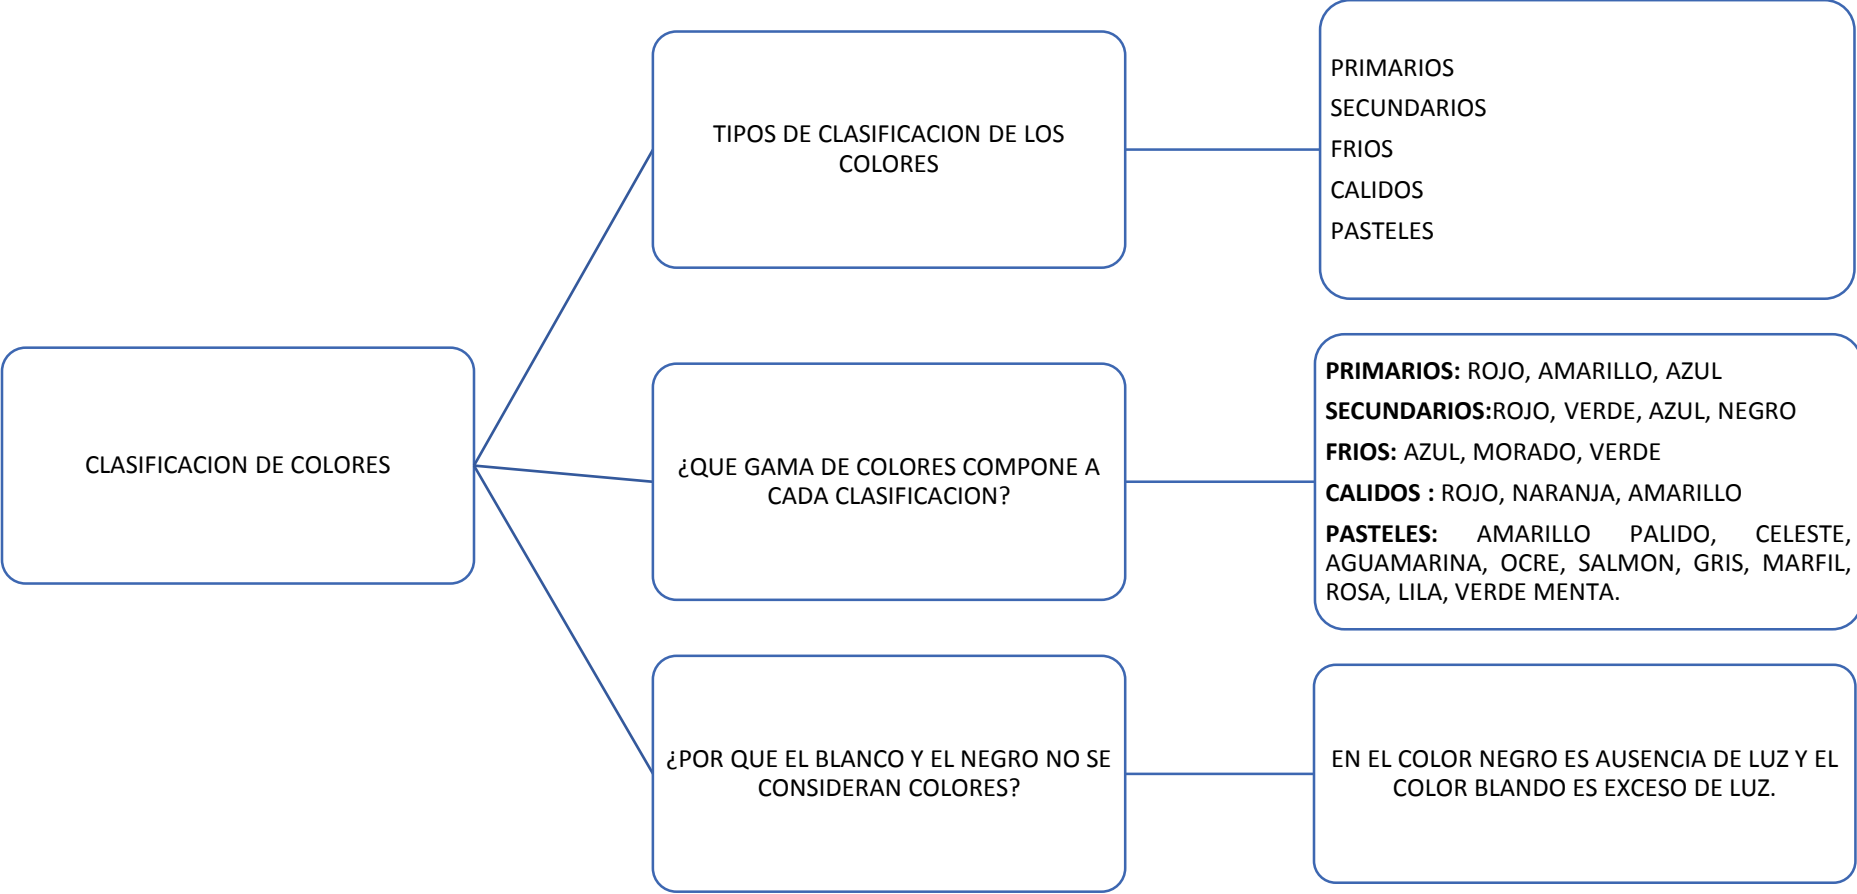 CLASIFICACION DE COLORES
TIPOS DE CLASIFICACION DE LOS
COLORES
PRIMARIOS
SECUNDARIOS
FRIOS
CALIDOS
PASTELES
¿QUE GAMA DE COLORES COMPONE A
CADA CLASIFICACION?
PRIMARIOS: ROJO, AMARILLO, AZUL
SECUNDARIOS:ROJO, VERDE, AZUL, NEGRO
FRIOS: AZUL, MORADO, VERDE
CALIDOS : ROJO, NARANJA, AMARILLO
PASTELES: AMARILLO PALIDO, CELESTE,
AGUAMARINA, OCRE, SALMON, GRIS, MARFIL,
ROSA, LILA, VERDE MENTA.
¿POR QUE EL BLANCO Y EL NEGRO NO SE
CONSIDERAN COLORES?
EN EL COLOR NEGRO ES AUSENCIA DE LUZ Y EL
COLOR BLANDO ES EXCESO DE LUZ.